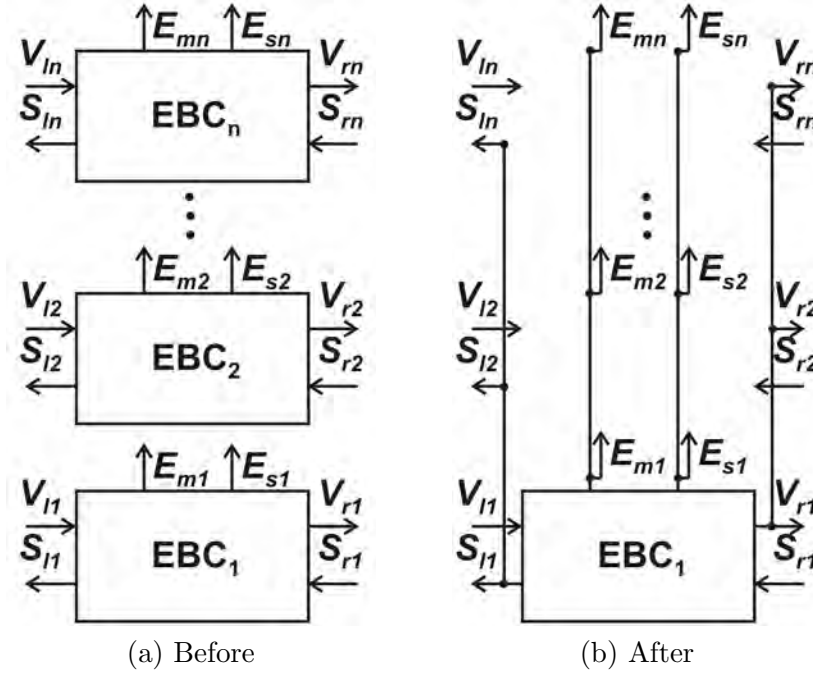 E_mn E_sn
V_ln V_rn
S_ln S_rn
EBC_n
E_m2 E_s2
V_l2 V_r2
S_l2 S_r2
EBC_2
E_m1 E_s1
V_l1 V_r1
S_l1 S_r1
EBC_1
(a) Before
E_mn E_sn
V_ln V_rn
S_ln S_rn
E_m2 E_s2
V_l2 V_r2
S_l2 S_r2
E_m1 E_s1
V_l1 V_r1
S_l1 S_r1
EBC_1
(b) After